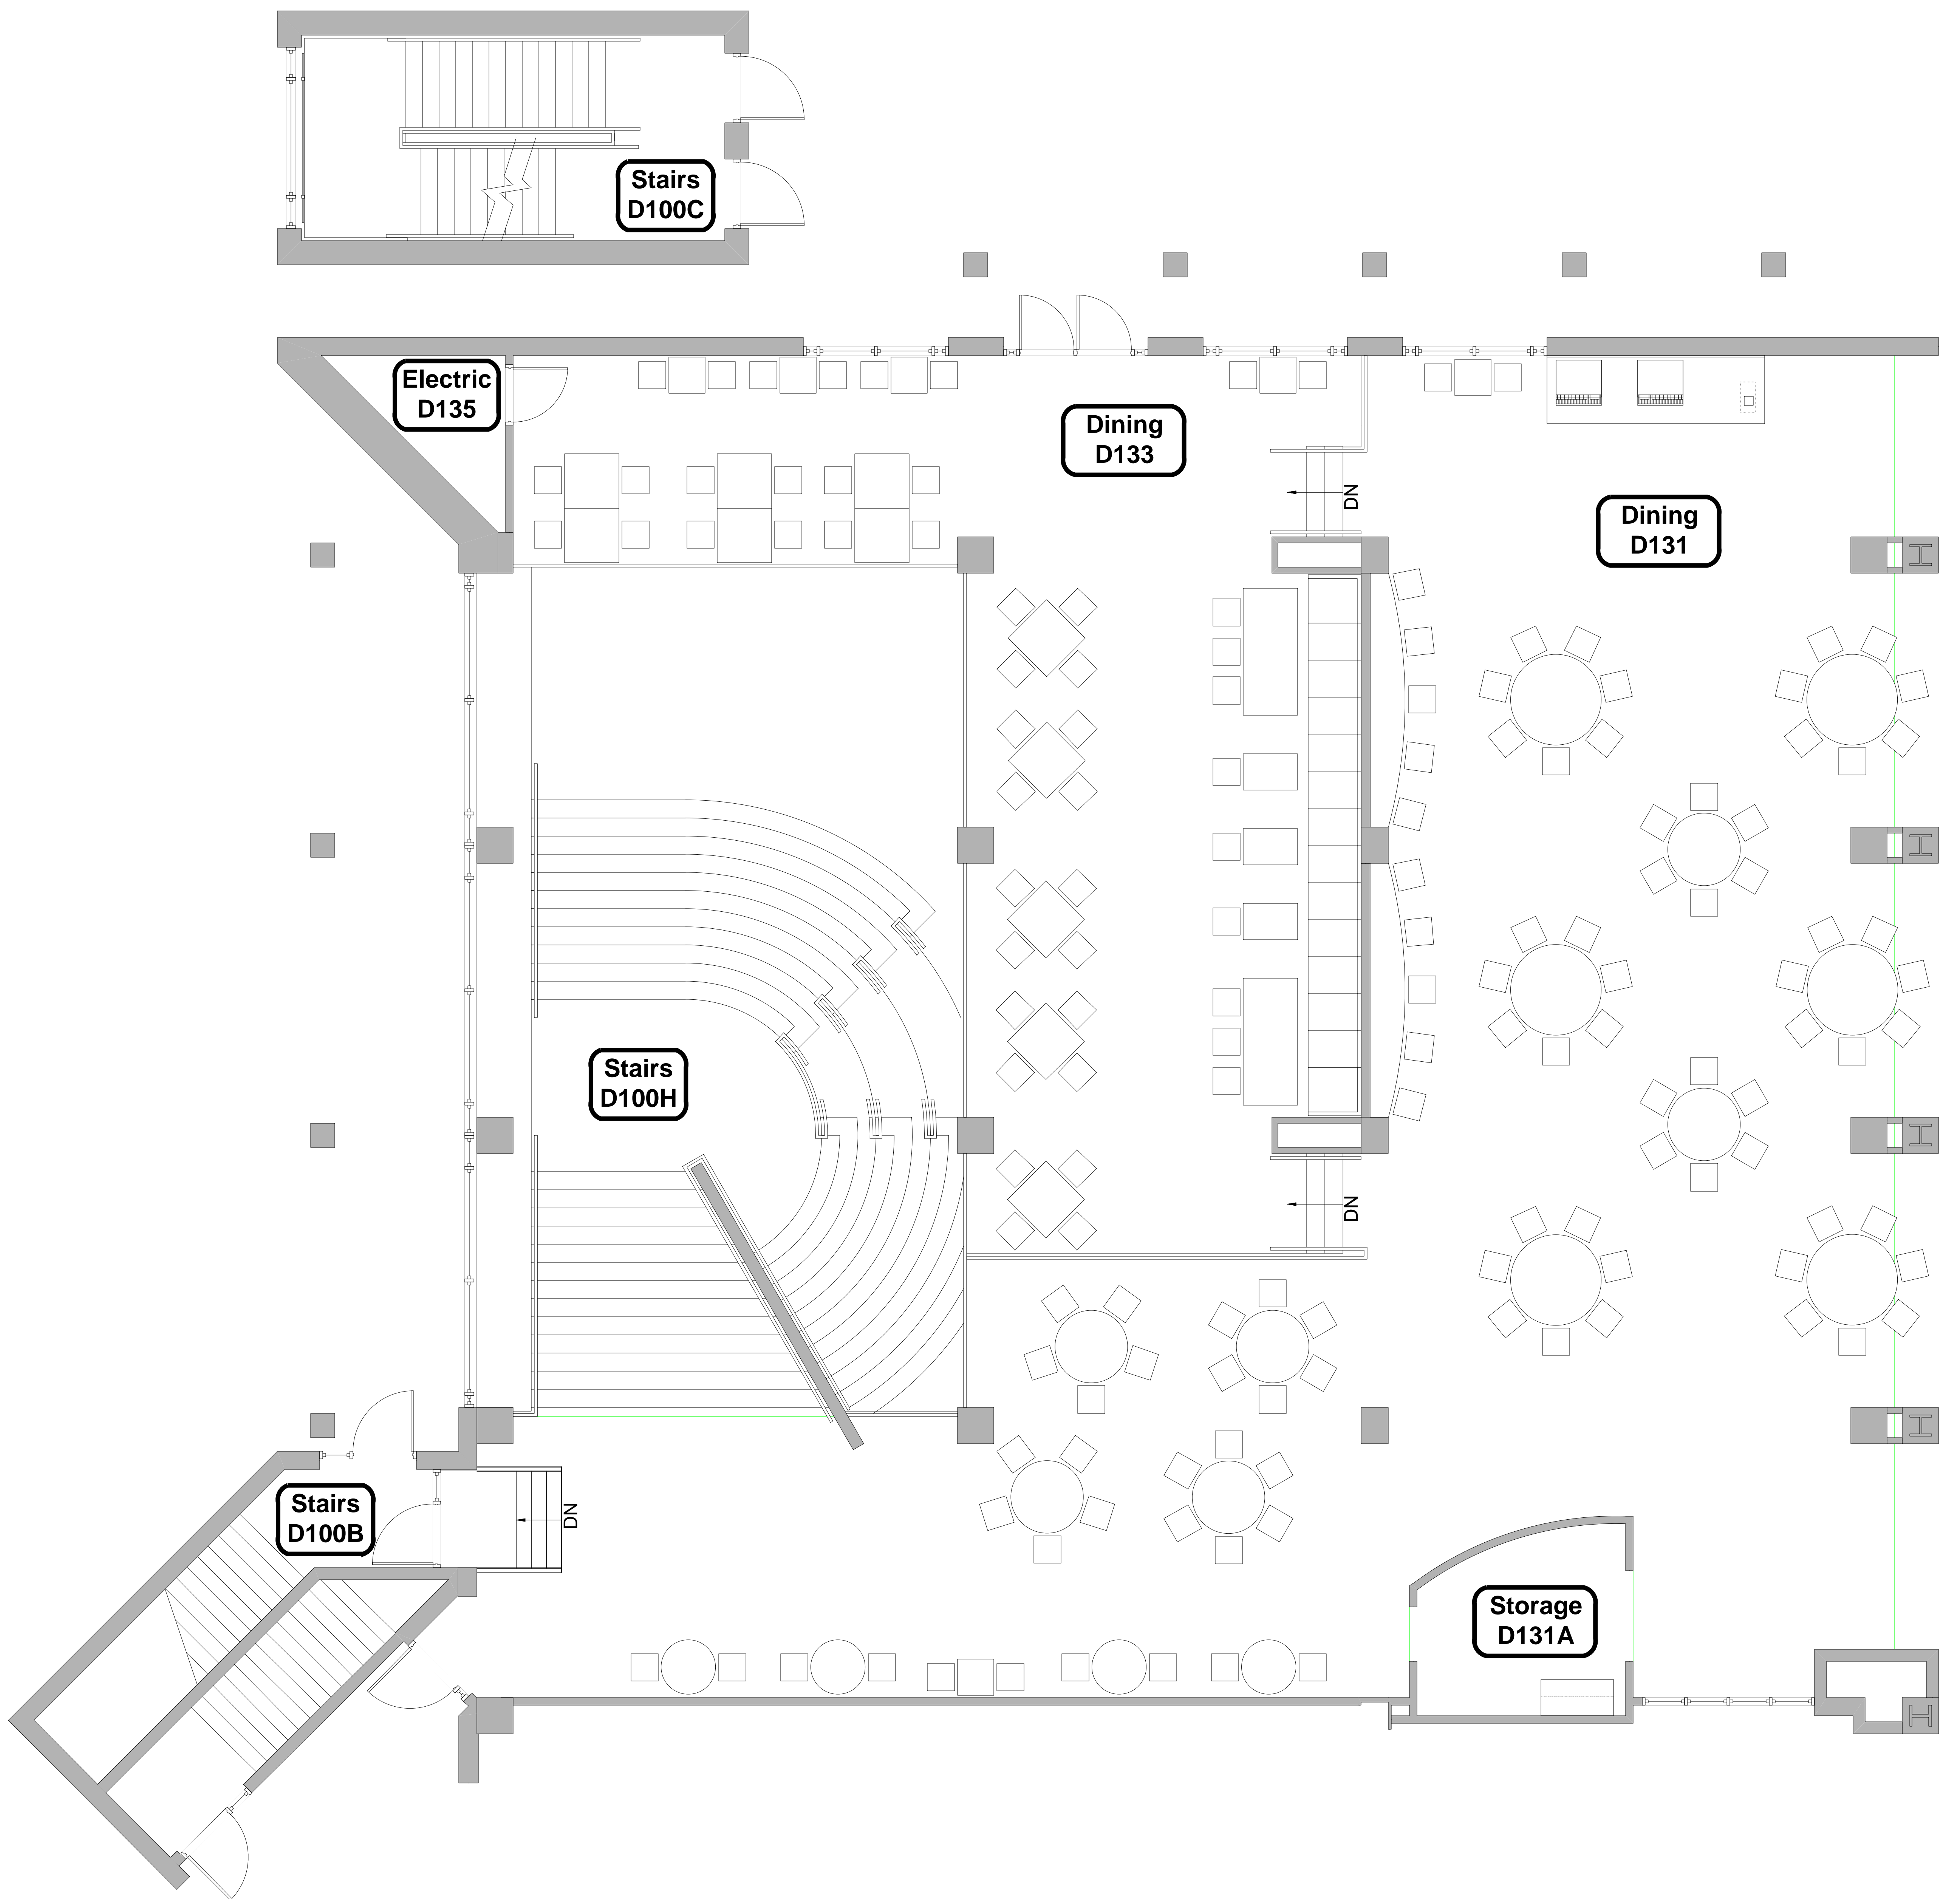 Stairs
D100C
Electric
D135
Dining
D133
DN
Dining
D131
Stairs
D100H
DN
Stairs
D100B
DN
Storage
D131A